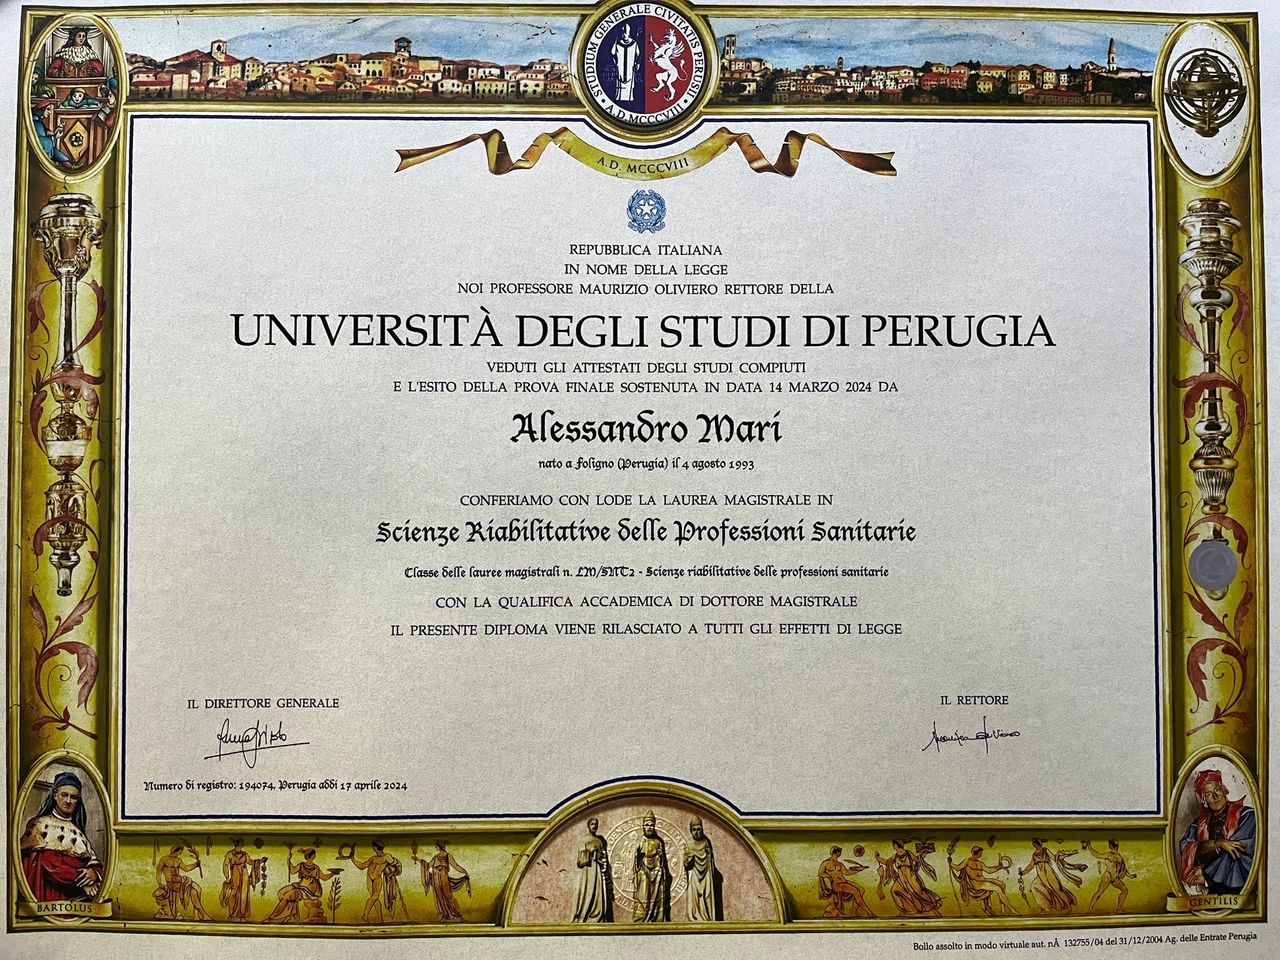 STUDIUM GENERALE CIVITATIS PERUSII
A.D. MCCCVIII
A.D. MCCCVIII
REPUBBLICA ITALIANA
IN NOME DELLA LEGGE
NOI PROFESSORE MAURIZIO OLIVIERO RETTORE DELLA
UNIVERSITÀ DEGLI STUDI DI PERUGIA
VEDUTI GLI ATTESTATI DEGLI STUDI COMPIUTI
E L'ESITO DELLA PROVA FINALE SOSTENUTA IN DATA 14 MARZO 2024 DA
Alessandro Mari
nato a Foligno (Perugia) il 4 agosto 1993
CONFERIAMO CON LODE LA LAUREA MAGISTRALE IN
Scienze Riabilitative delle Professioni Sanitarie
Classe delle lauree magistrali n. LM/SNT2 - Scienze riabilitative delle professioni sanitarie
CON LA QUALIFICA ACCADEMICA DI DOTTORE MAGISTRALE
IL PRESENTE DIPLOMA VIENE RILASCIATO A TUTTI GLI EFFETTI DI LEGGE
IL DIRETTORE GENERALE
IL RETTORE
Numero di registro: 194074, Perugia addì 17 aprile 2024
BARTOLUS
GENTILIS
Bollo assolto in modo virtuale aut. nÂ 132755/04 del 31/12/2004 Ag. delle Entrate Perugia